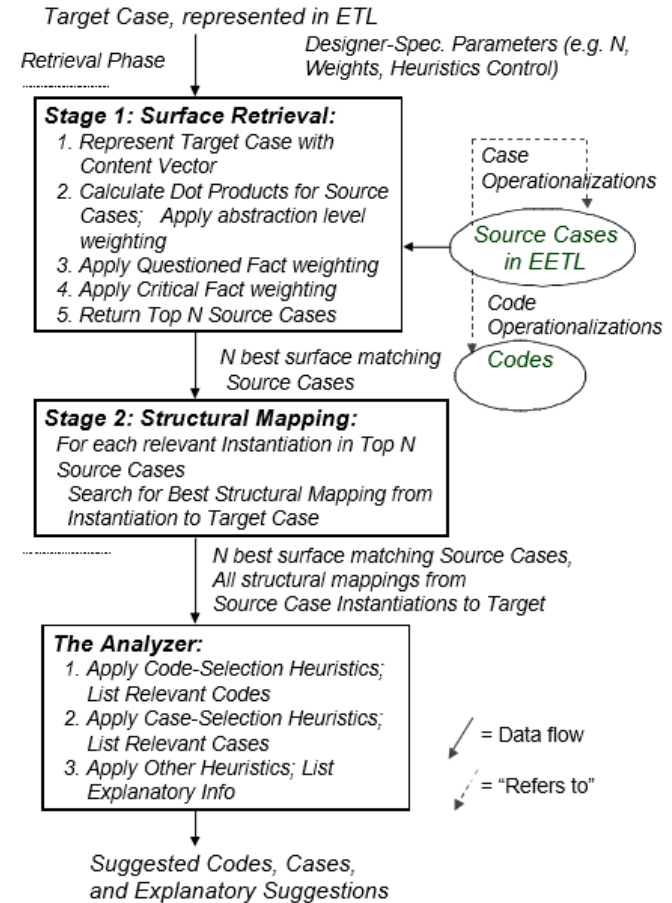 Target Case, represented in ETL
Retrieval Phase
Designer-Spec. Parameters (e.g. N,
Weights, Heuristics Control)
Stage 1: Surface Retrieval:
1. Represent Target Case with
Content Vector
2. Calculate Dot Products for Source
Cases; Apply abstraction level
weighting
3. Apply Questioned Fact weighting
4. Apply Critical Fact weighting
5. Return Top N Source Cases
Case
Operationalizations
Source Cases
in EETL
Code
Operationalizations
Codes
N best surface matching
Source Cases
Stage 2: Structural Mapping:
For each relevant Instantiation in Top N
Source Cases
Search for Best Structural Mapping from
Instantiation to Target Case
N best surface matching Source Cases,
All structural mappings from
Source Case Instantiations to Target
The Analyzer:
1. Apply Code-Selection Heuristics;
List Relevant Codes
2. Apply Case-Selection Heuristics;
List Relevant Cases
3. Apply Other Heuristics; List
Explanatory Info
= Data flow
= "Refers to"
Suggested Codes, Cases,
and Explanatory Suggestions